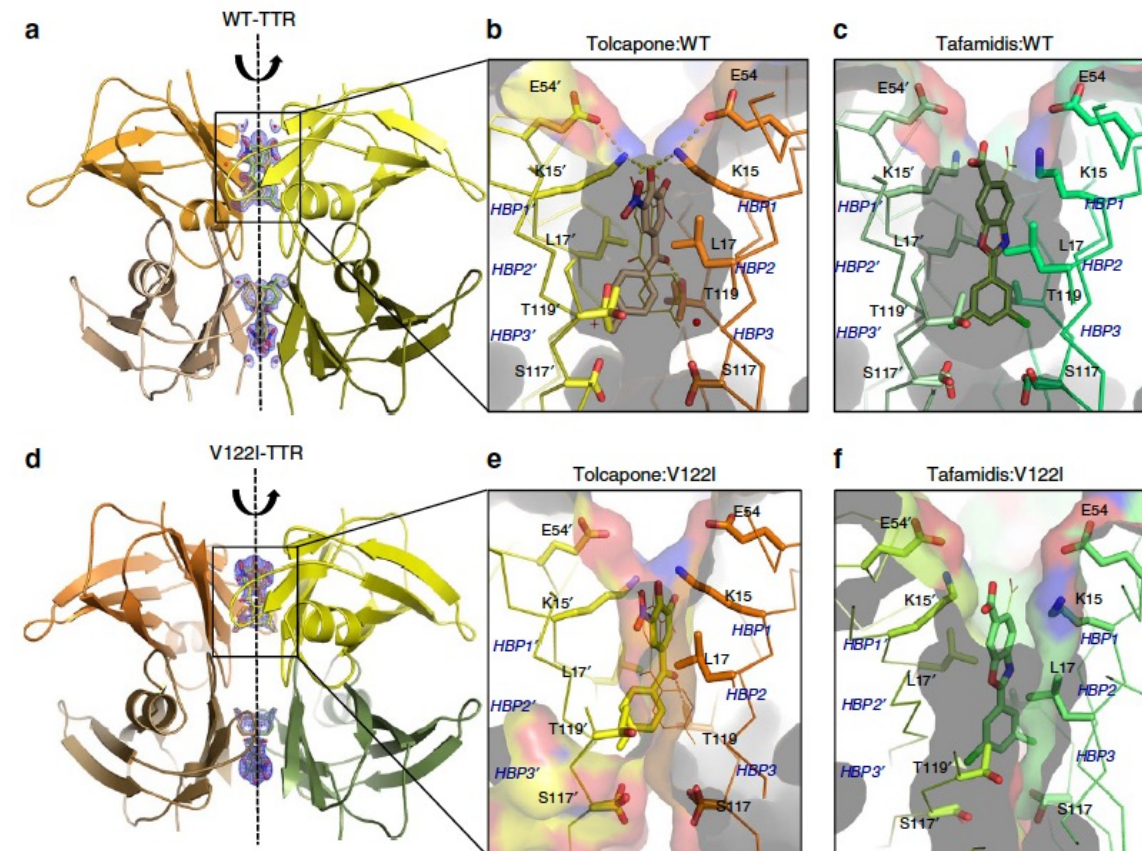 a
WT-TTR
b
Tolcapone:WT
E54′
E54
K15′
K15
HBP1′
HBP1
L17′
L17
HBP2′
HBP2
T119
T119′
HBP3′
HBP3
S117′
S117
c
Tafamidis:WT
E54′
E54
K15′
K15
HBP1′
HBP1
L17′
L17
HBP2′
HBP2
T119
T119′
HBP3′
HBP3
S117′
S117
d
V122I-TTR
e
Tolcapone:V122I
E54′
E54
K15′
K15
HBP1′
HBP1
L17′
L17
HBP2′
HBP2
T119′
T119
HBP3′
HBP3
S117′
S117
f
Tafamidis:V122I
E54′
E54
K15′
K15
HBP1′
HBP1
L17′
L17
HBP2′
HBP2
HBP3′
HBP3
T119′
S117
S117′